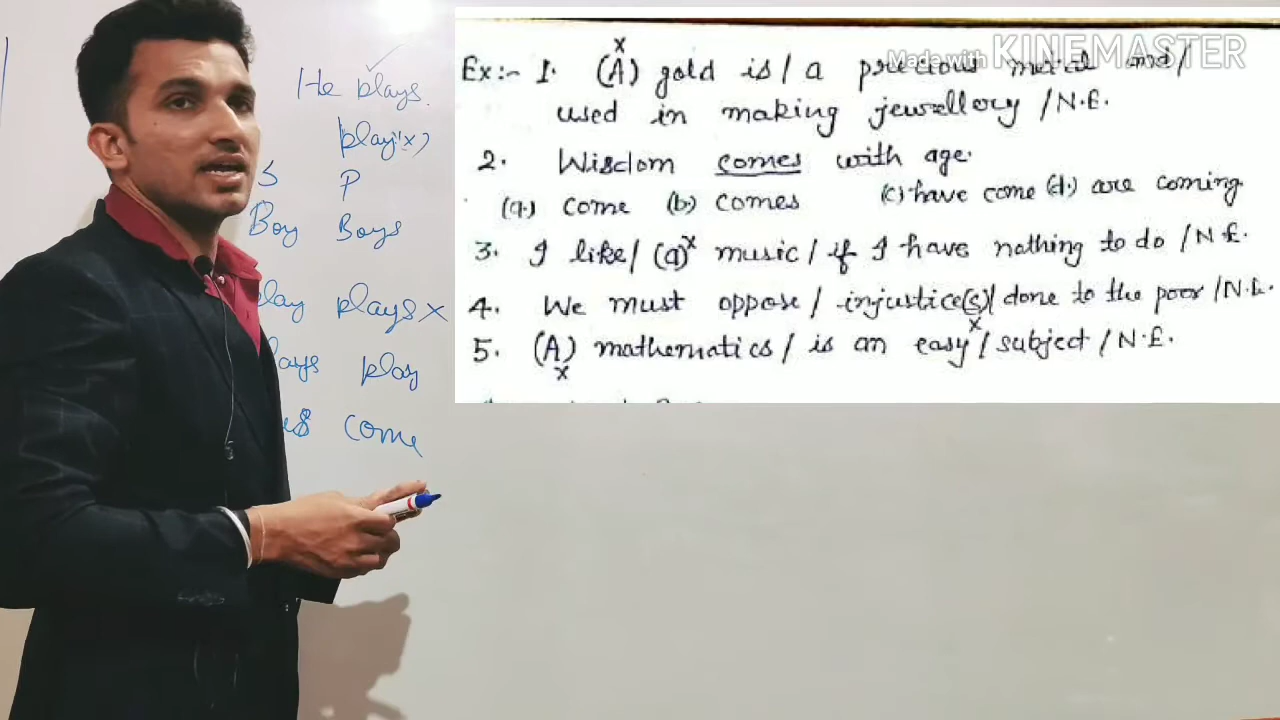 He plays.
play(x)
S P
Boy Boys
play plays x
plays play
come
Made with KINEMASTER
x
Ex:- 1. (A) gold is / a precious metal and /
used in making jewellory / N.E.
2. Wisdom comes with age.
(a.) come (b) comes (c) have come (d.) are coming
3. I like / (a)x music / if I have nothing to do / N.E.
4. We must oppose / injustice(s) / done to the poor / N.E.
x
5. (A) mathematics / is an easy / subject / N.E.
x